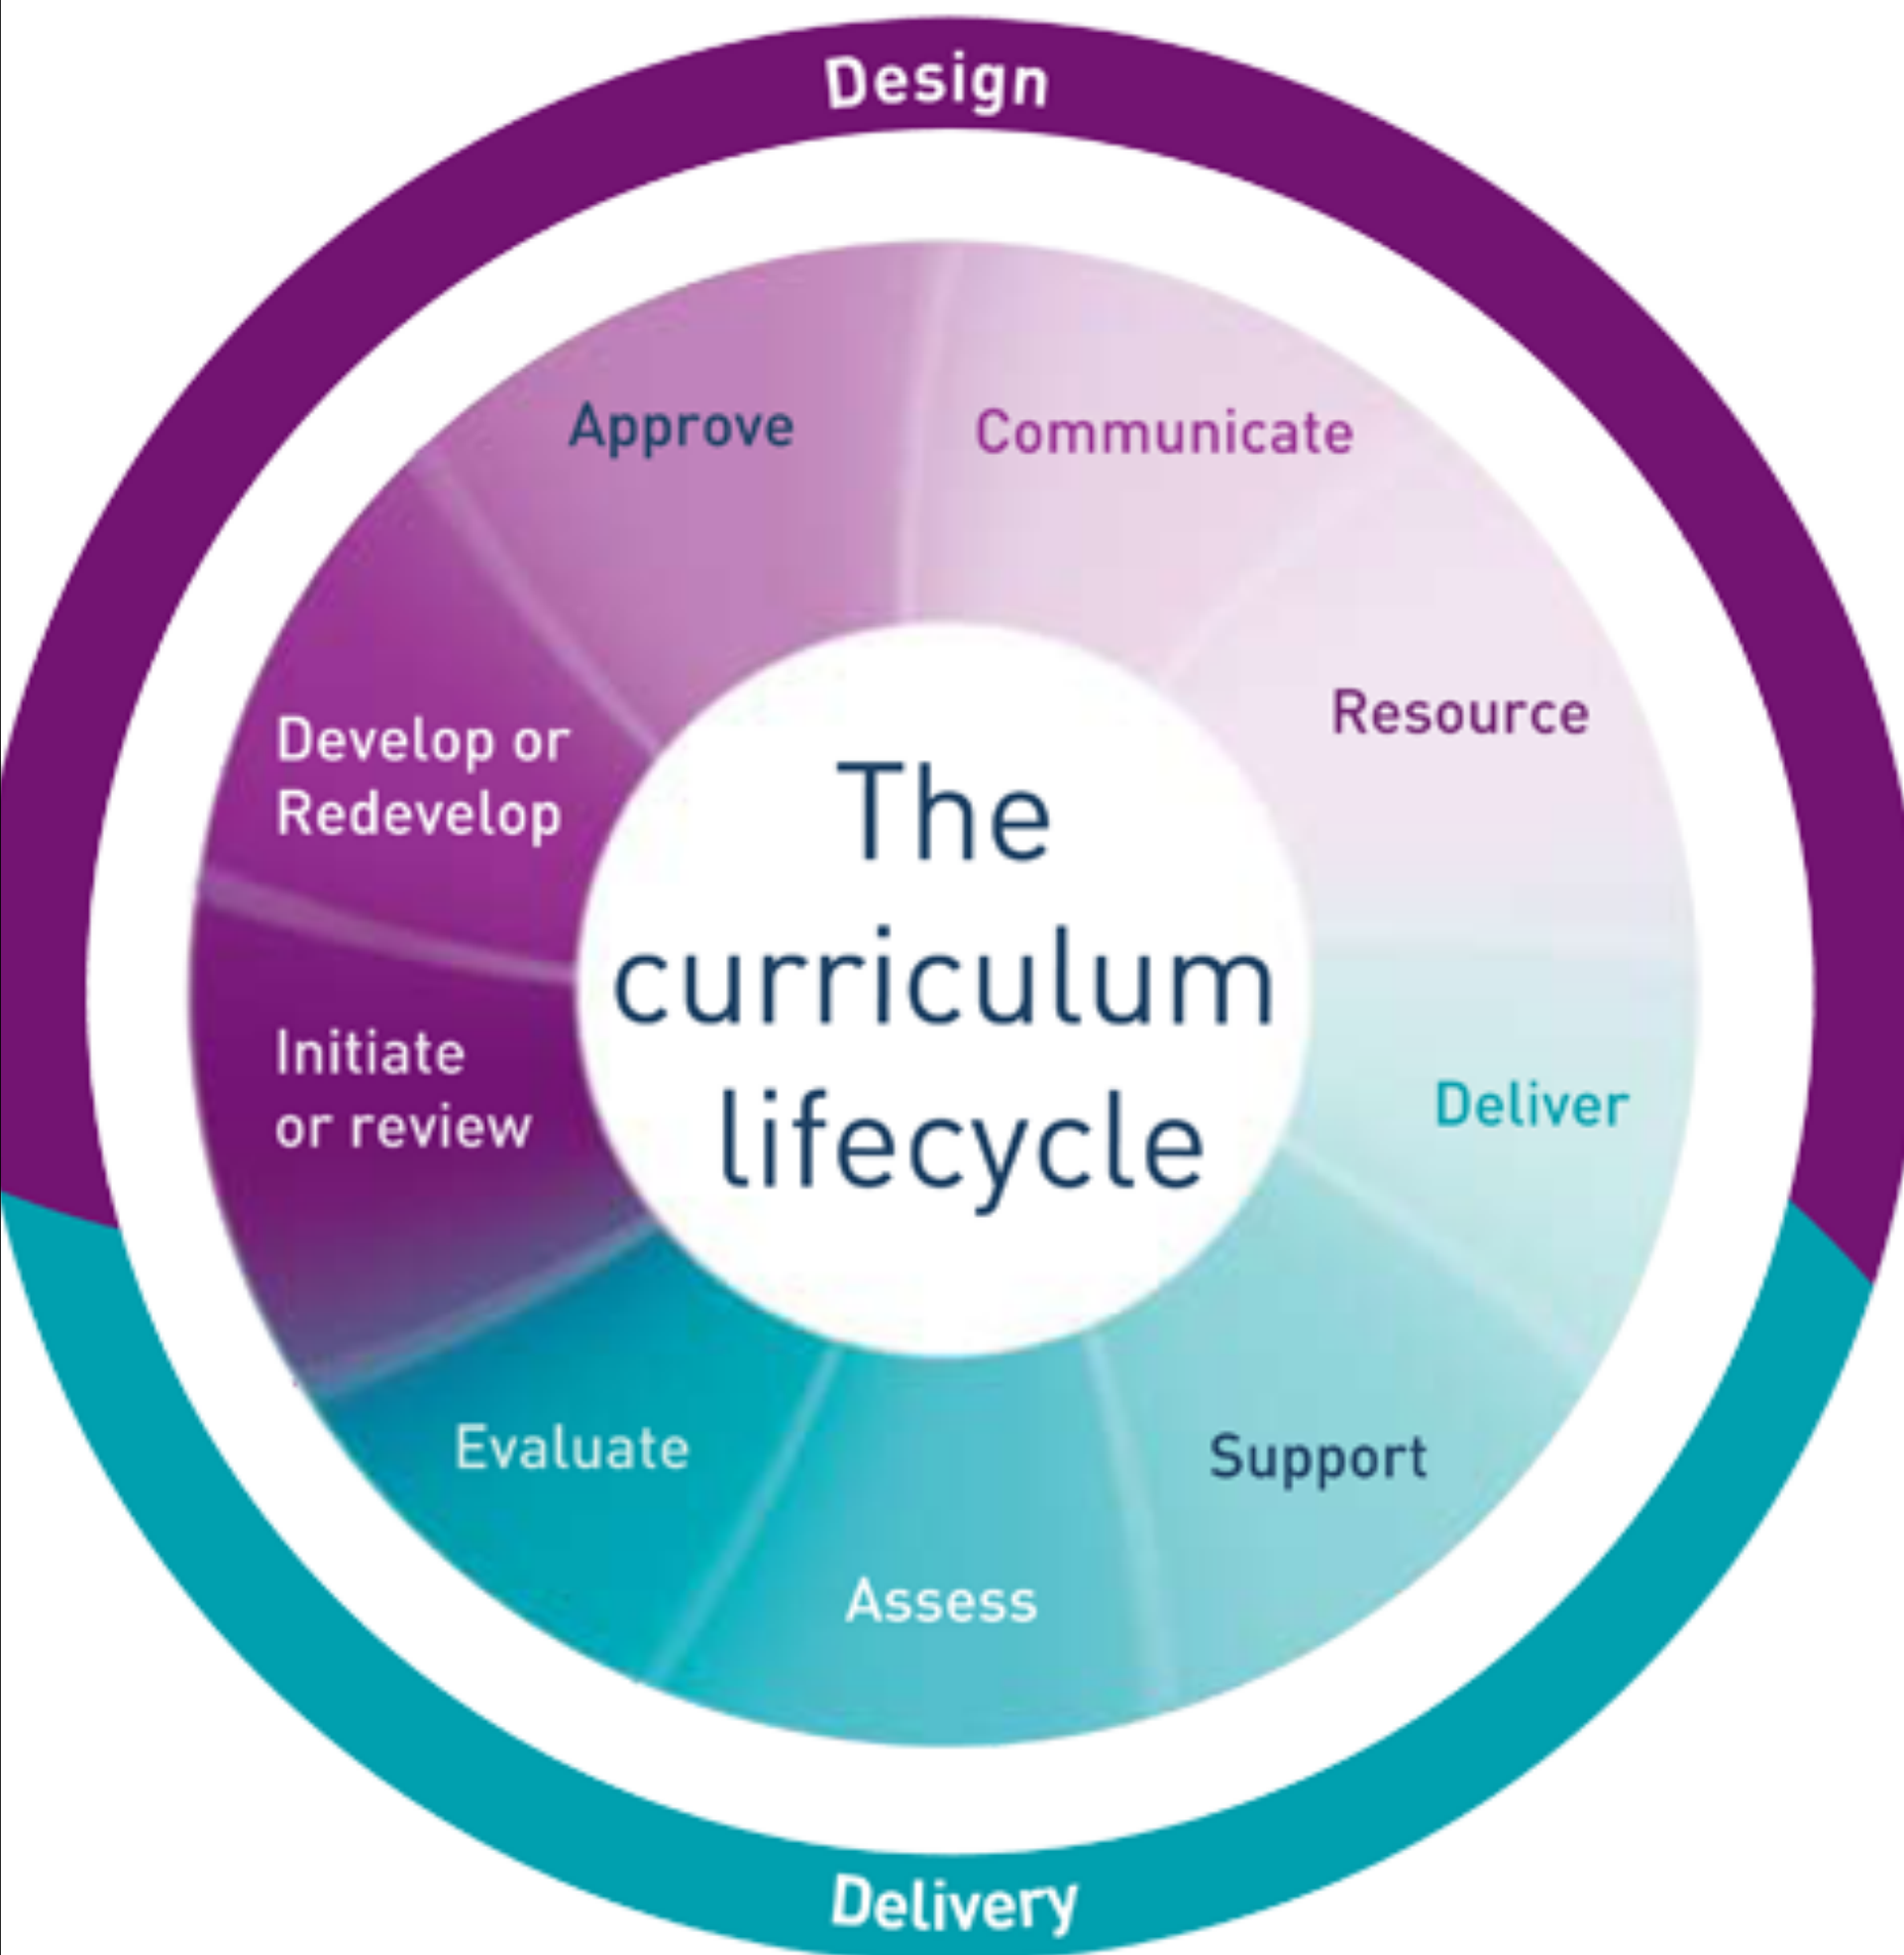 Design
Approve
Communicate
Resource
Develop or
Redevelop
The
curriculum
lifecycle
Initiate
or review
Deliver
Evaluate
Support
Assess
Delivery